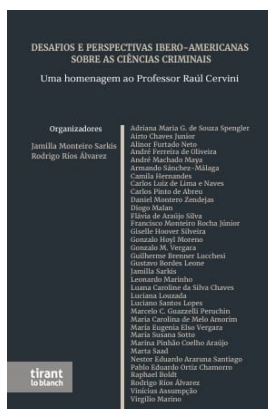 DESAFIOS E PERSPECTIVAS IBERO-AMERICANAS
SOBRE AS CIÊNCIAS CRIMINAIS
Uma homenagem ao Professor Raúl Cervini
Organizadores
Jamilla Monteiro Sarkis
Rodrigo Ríos Álvarez
Adriana Maria G. de Souza Spengler
Airto Chaves Junior
Alinor Furtado Neto
André Ferreira de Oliveira
André Machado Maya
Armando Sánchez-Málaga
Camila Hernandes
Carlos Luiz de Lima e Naves
Carlos Pinto de Abreu
Daniel Montero Zendejas
Diogo Malan
Flávia de Araújo Silva
Francisco Monteiro Rocha Júnior
Giselle Hoover Silveira
Gonzalo Hoyl Moreno
Gonzalo M. Vergara
Guilherme Brenner Lucchesi
Gustavo Bordes Leone
Jamilla Sarkis
Leonardo Marinho
Luana Caroline da Silva Chaves
Luciana Louzada
Luciano Santos Lopes
Marcelo C. Guazzelli Peruchin
Maria Carolina de Melo Amorim
María Eugenia Elso Vergara
María Susana Sotto
Marina Pinhão Coelho Araújo
Marta Saad
Nestor Eduardo Araruna Santiago
Pablo Eduardo Ortiz Chamorro
Raphael Boldt
Rodrigo Ríos Álvarez
Vinícius Assumpção
Virgilio Marino
tirant
lo blanch